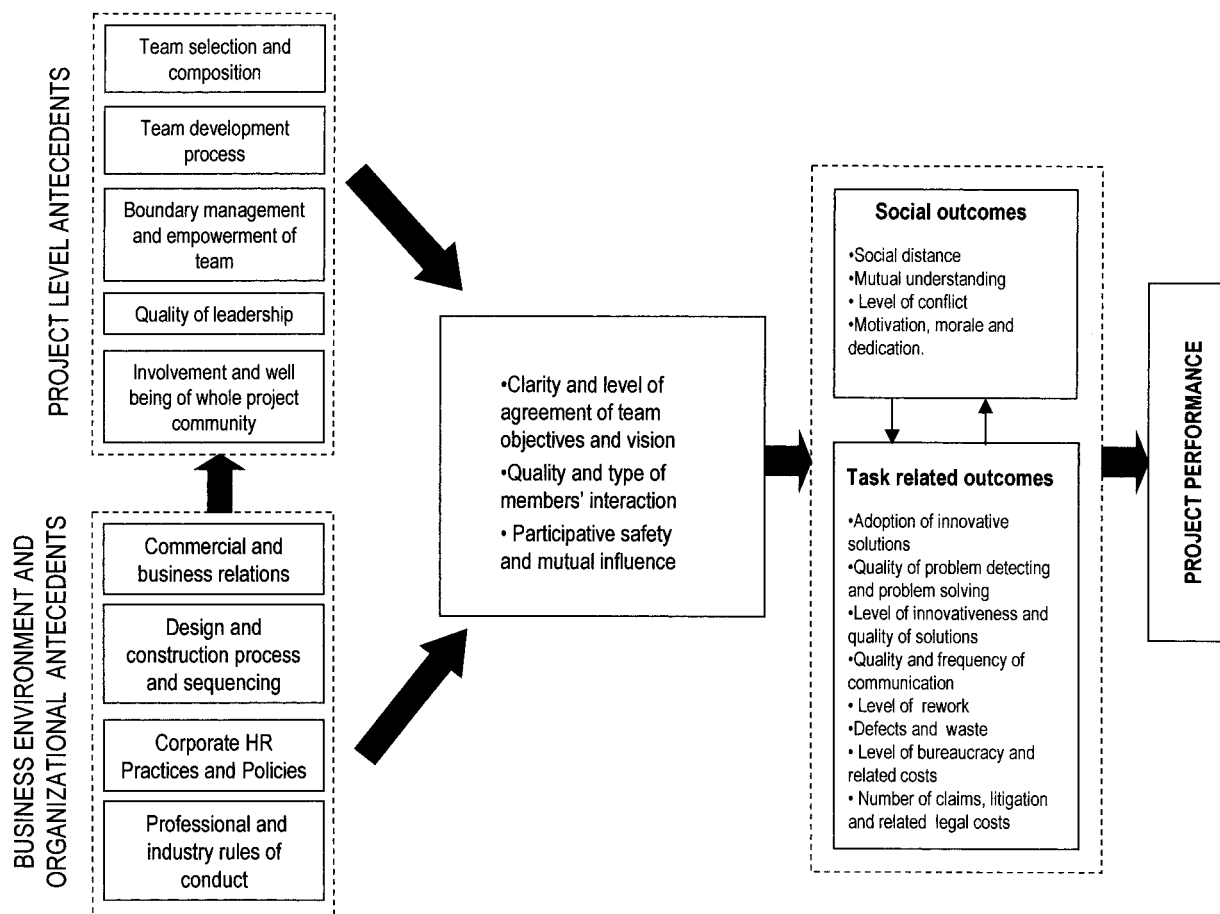 PROJECT LEVEL ANTECEDENTS
Team selection and
composition
Team development
process
Boundary management
and empowerment of
team
Quality of leadership
Involvement and well
being of whole project
community
BUSINESS ENVIRONMENT AND
ORGANIZATIONAL ANTECEDENTS
Commercial and
business relations
Design and
construction process
and sequencing
Corporate HR
Practices and Policies
Professional and
industry rules of
conduct
•Clarity and level of
agreement of team
objectives and vision
•Quality and type of
members' interaction
• Participative safety
and mutual influence
Social outcomes
•Social distance
•Mutual understanding
• Level of conflict
•Motivation, morale and
dedication.
Task related outcomes
•Adoption of innovative
solutions
•Quality of problem detecting
and problem solving
•Level of innovativeness and
quality of solutions
•Quality and frequency of
communication
• Level of rework
•Defects and waste
• Level of bureaucracy and
related costs
• Number of claims, litigation
and related legal costs
PROJECT PERFORMANCE